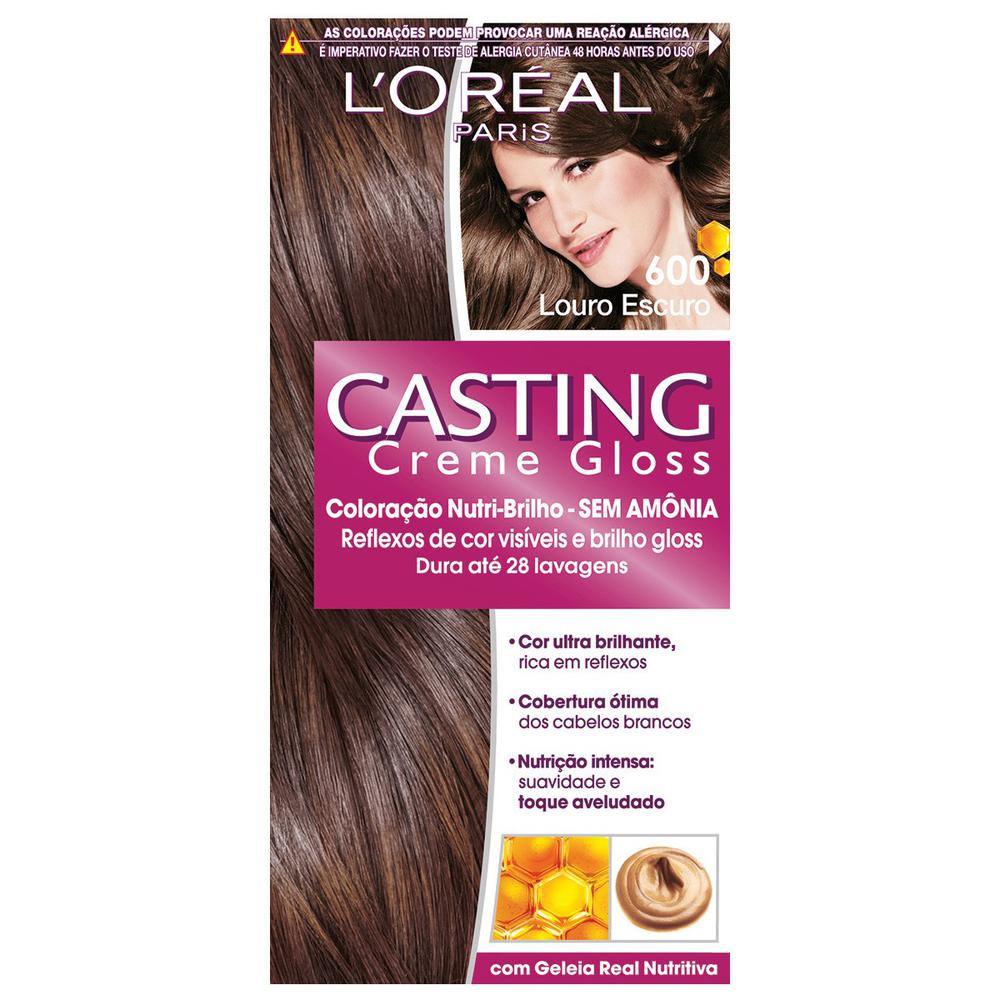 AS COLORAÇÕES PODEM PROVOCAR UMA REAÇÃO ALÉRGICA
É IMPERATIVO FAZER O TESTE DE ALERGIA CUTÂNEA 48 HORAS ANTES DO USO
L'ORÉAL
PARiS
600
Louro Escuro
CASTING
Creme Gloss
Coloração Nutri-Brilho - SEM AMÔNIA
Reflexos de cor visíveis e brilho gloss
Dura até 28 lavagens
• Cor ultra brilhante,
rica em reflexos
• Cobertura ótima
dos cabelos brancos
• Nutrição intensa:
suavidade e
toque aveludado
com Geleia Real Nutritiva